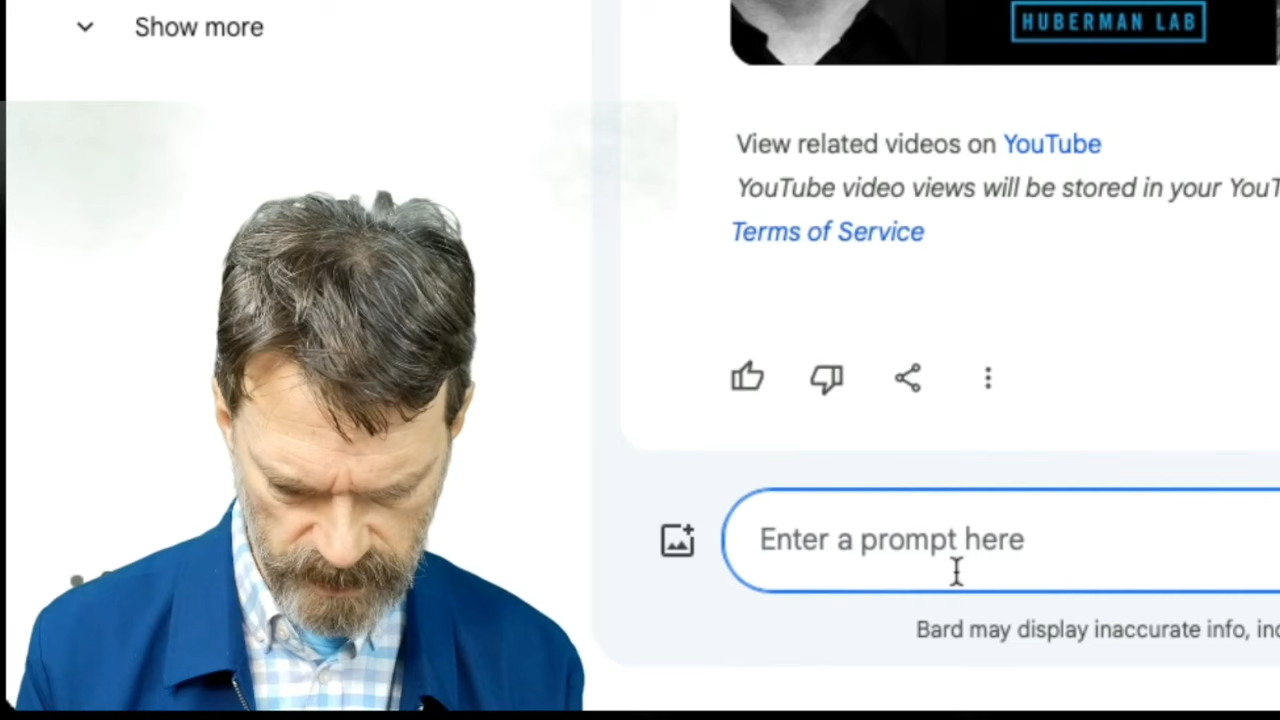 Show more
HUBERMAN LAB
View related videos on YouTube
YouTube video views will be stored in your
Terms of Service
Enter a prompt here
Bard may display inaccurate info,